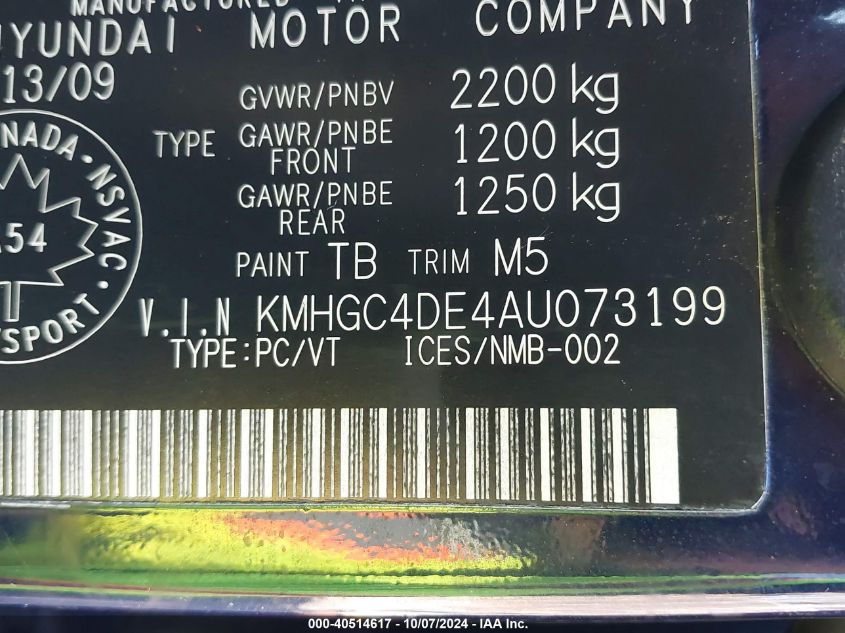 MANUFACTURED
HYUNDAI MOTOR COMPANY
13/09
GVWR/PNBV 2200 kg
TYPE GAWR/PNBE FRONT 1200 kg
GAWR/PNBE REAR 1250 kg
CANADA • NSVAC •
54
PAINT TB TRIM M5
V.I.N KMHGC4DE4AU073199
TYPE:PC/VT ICES/NMB-002
000-40514617 - 10/07/2024 - IAA Inc.